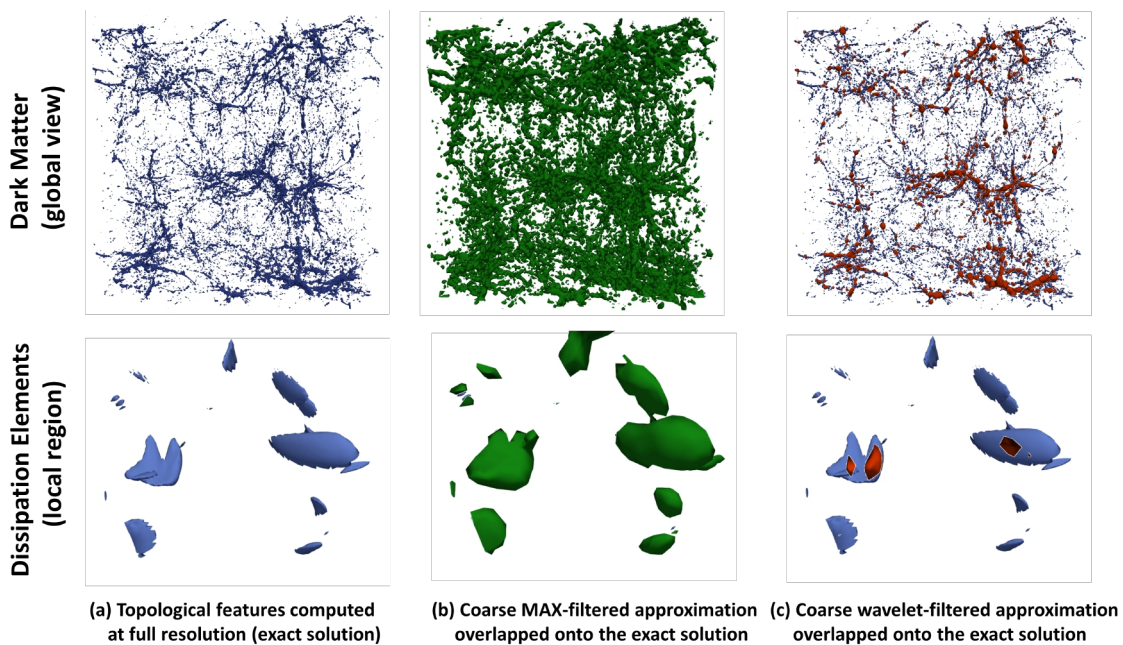 Dark Matter
(global view)
Dissipation Elements
(local region)
(a) Topological features computed
at full resolution (exact solution)
(b) Coarse MAX-filtered approximation
overlapped onto the exact solution
(c) Coarse wavelet-filtered approximation
overlapped onto the exact solution